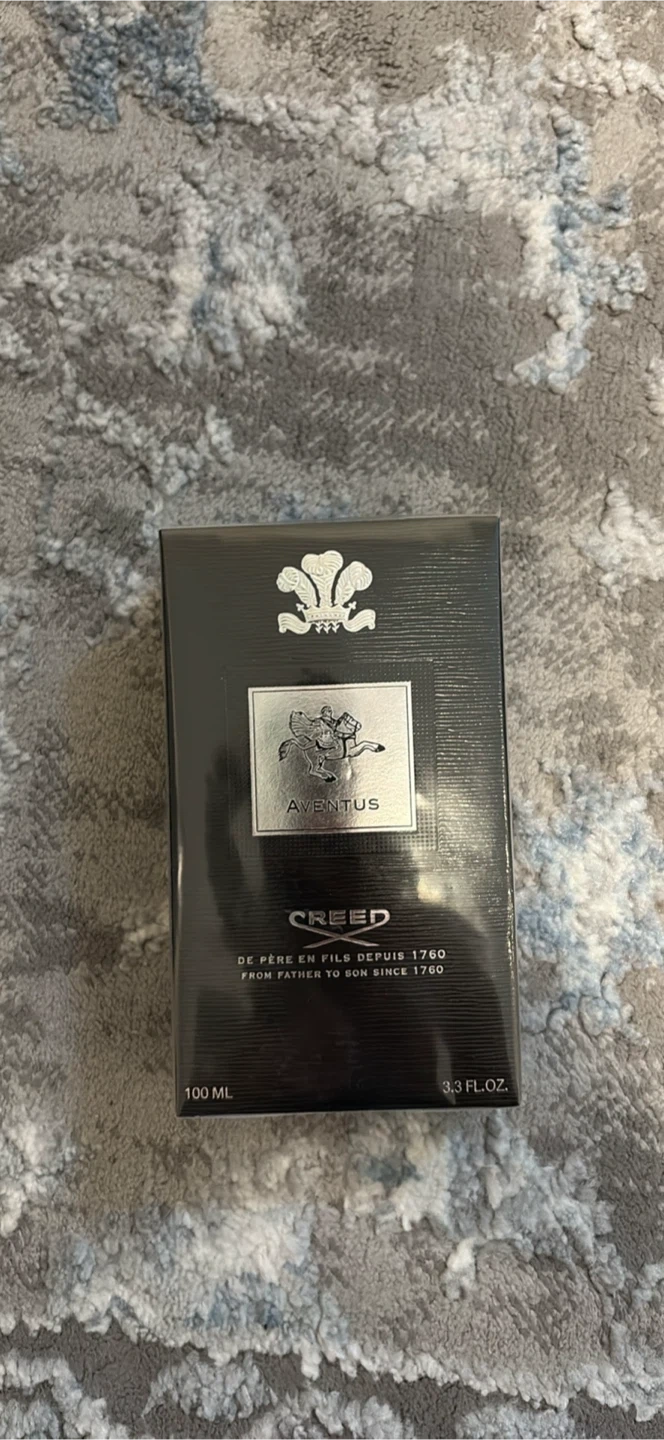 AVENTUS
CREED
DE PÈRE EN FILS DEPUIS 1760
FROM FATHER TO SON SINCE 1760
100 ML
3.3 FL.OZ.